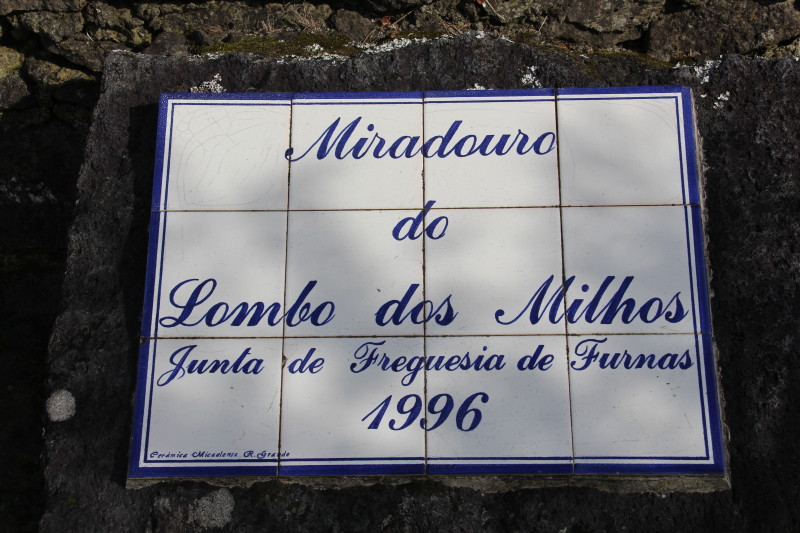 Miradouro
do
Lombo dos Milhos
Junta de Freguesia de Furnas
1996
Cerâmica Micaelense R. Grande